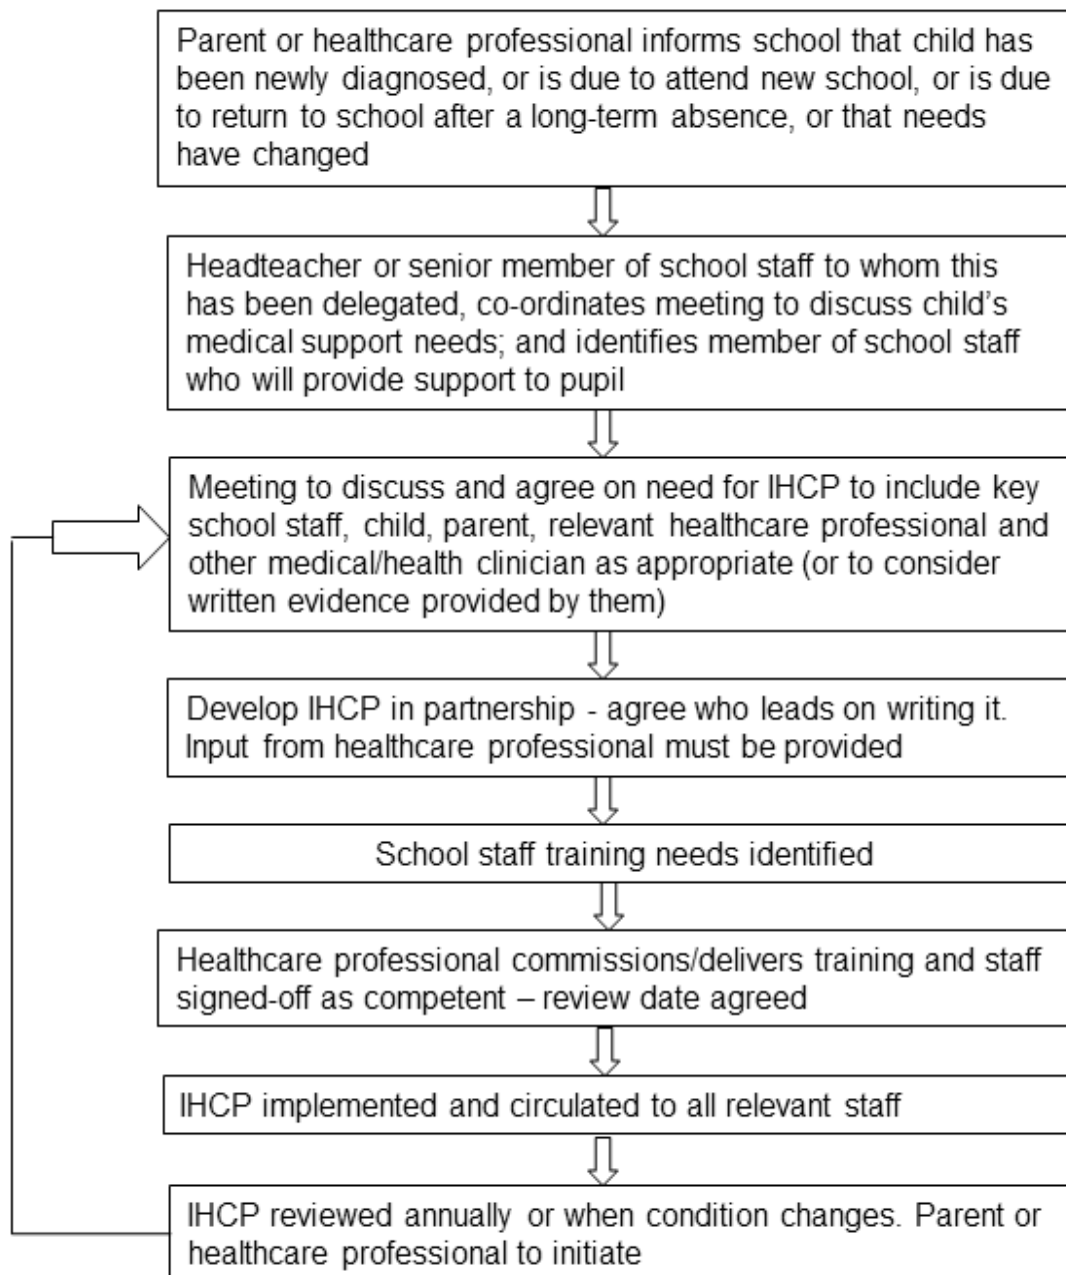 Parent or healthcare professional informs school that child has
been newly diagnosed, or is due to attend new school, or is due
to return to school after a long-term absence, or that needs
have changed
Headteacher or senior member of school staff to whom this
has been delegated, co-ordinates meeting to discuss child’s
medical support needs; and identifies member of school staff
who will provide support to pupil
Meeting to discuss and agree on need for IHCP to include key
school staff, child, parent, relevant healthcare professional and
other medical/health clinician as appropriate (or to consider
written evidence provided by them)
Develop IHCP in partnership - agree who leads on writing it.
Input from healthcare professional must be provided
School staff training needs identified
Healthcare professional commissions/delivers training and staff
signed-off as competent – review date agreed
IHCP implemented and circulated to all relevant staff
IHCP reviewed annually or when condition changes. Parent or
healthcare professional to initiate